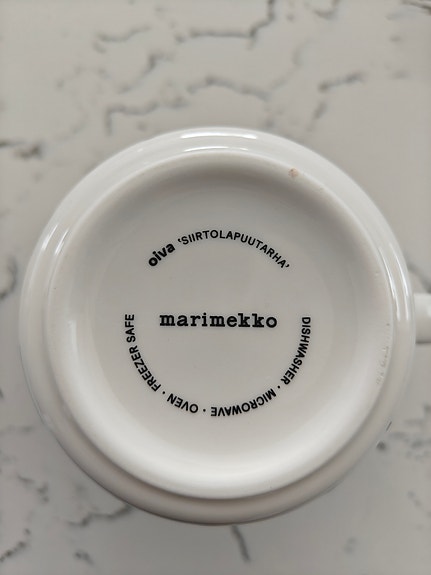 oiva 'SIIRTOLAPUUTARHA'
marimekko
DISHWASHER · MICROWAVE · OVEN · FREEZER SAFE